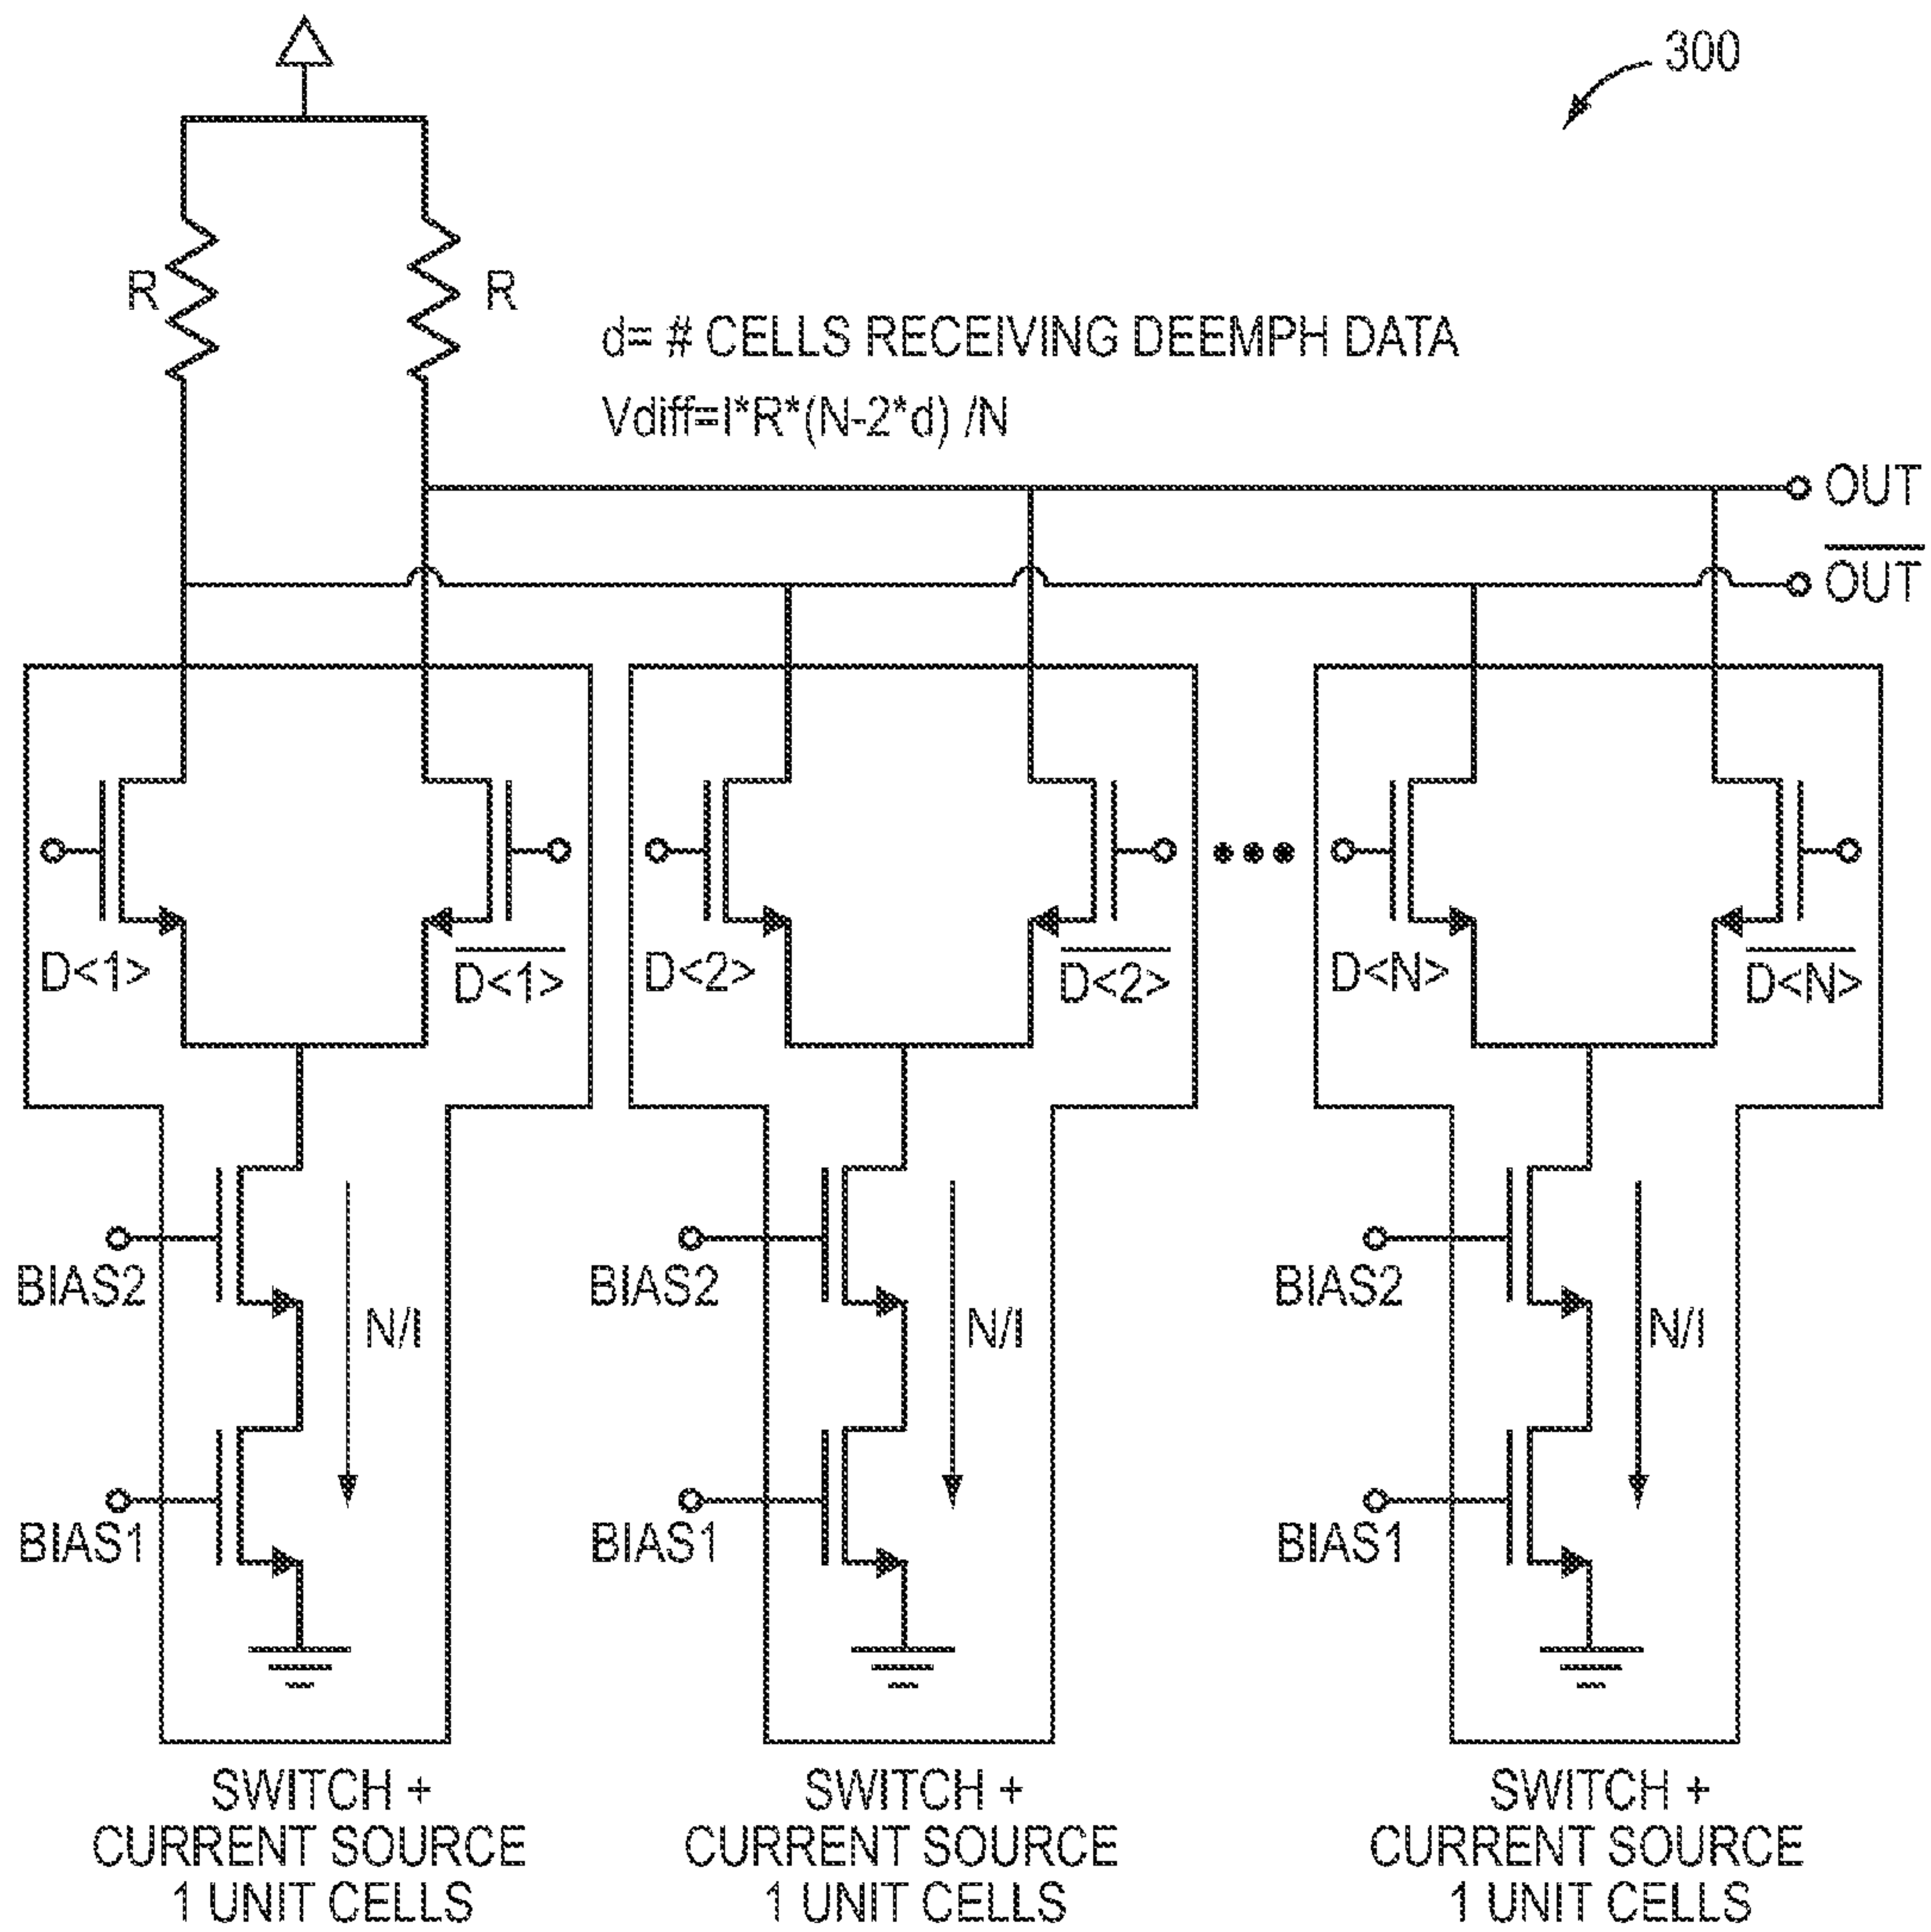 300
R
R
d= # CELLS RECEIVING DEEMPH DATA
Vdiff=I*R*(N-2*d) /N
OUT
O̅U̅T̅
D<1>
D̅<̅1̅>̅
D<2>
D̅<̅2̅>̅
D<N>
D̅<̅N̅>̅
BIAS2
N/I
BIAS2
N/I
BIAS2
N/I
BIAS1
BIAS1
BIAS1
SWITCH +
CURRENT SOURCE
1 UNIT CELLS
SWITCH +
CURRENT SOURCE
1 UNIT CELLS
SWITCH +
CURRENT SOURCE
1 UNIT CELLS